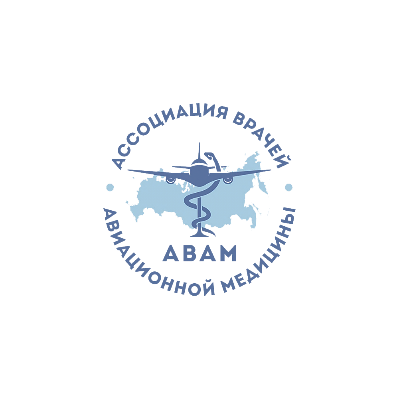 АССОЦИАЦИЯ ВРАЧЕЙ
АВАМ
АВИАЦИОННОЙ МЕДИЦИНЫ